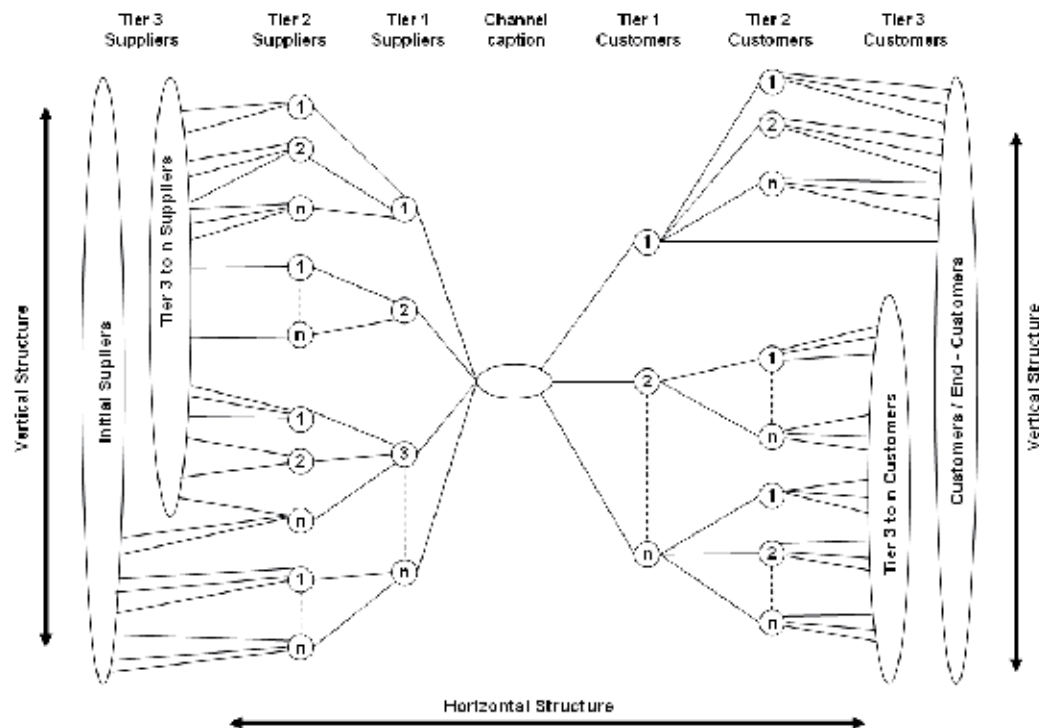 Tier 3
Suppliers
Tier 2
Suppliers
Tier 1
Suppliers
Channel
caption
Tier 1
Customers
Tier 2
Customers
Tier 3
Customers
Vertical Structure
Initial Supliers
Tier 3 to n Suppliers
1
2
n
1
n
1
2
n
1
n
1
2
3
n
1
2
n
1
2
n
1
n
1
2
n
Tier 3 to n Customers
Customers / End - Customers
Vertical Structure
Horizontal Structure